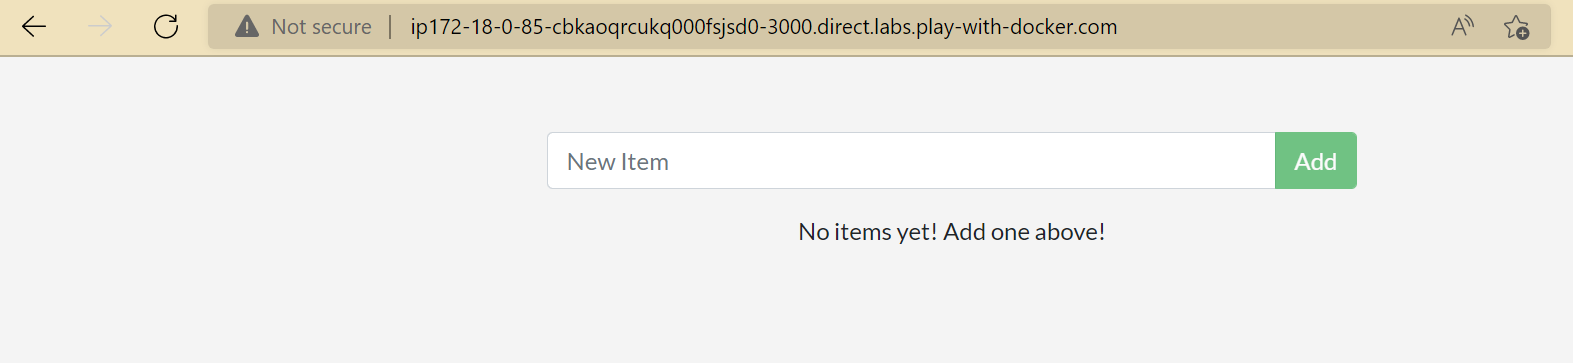 Not secure | ip172-18-0-85-cbkaoqrcukq000fsjsd0-3000.direct.labs.play-with-docker.com
New Item Add
No items yet! Add one above!